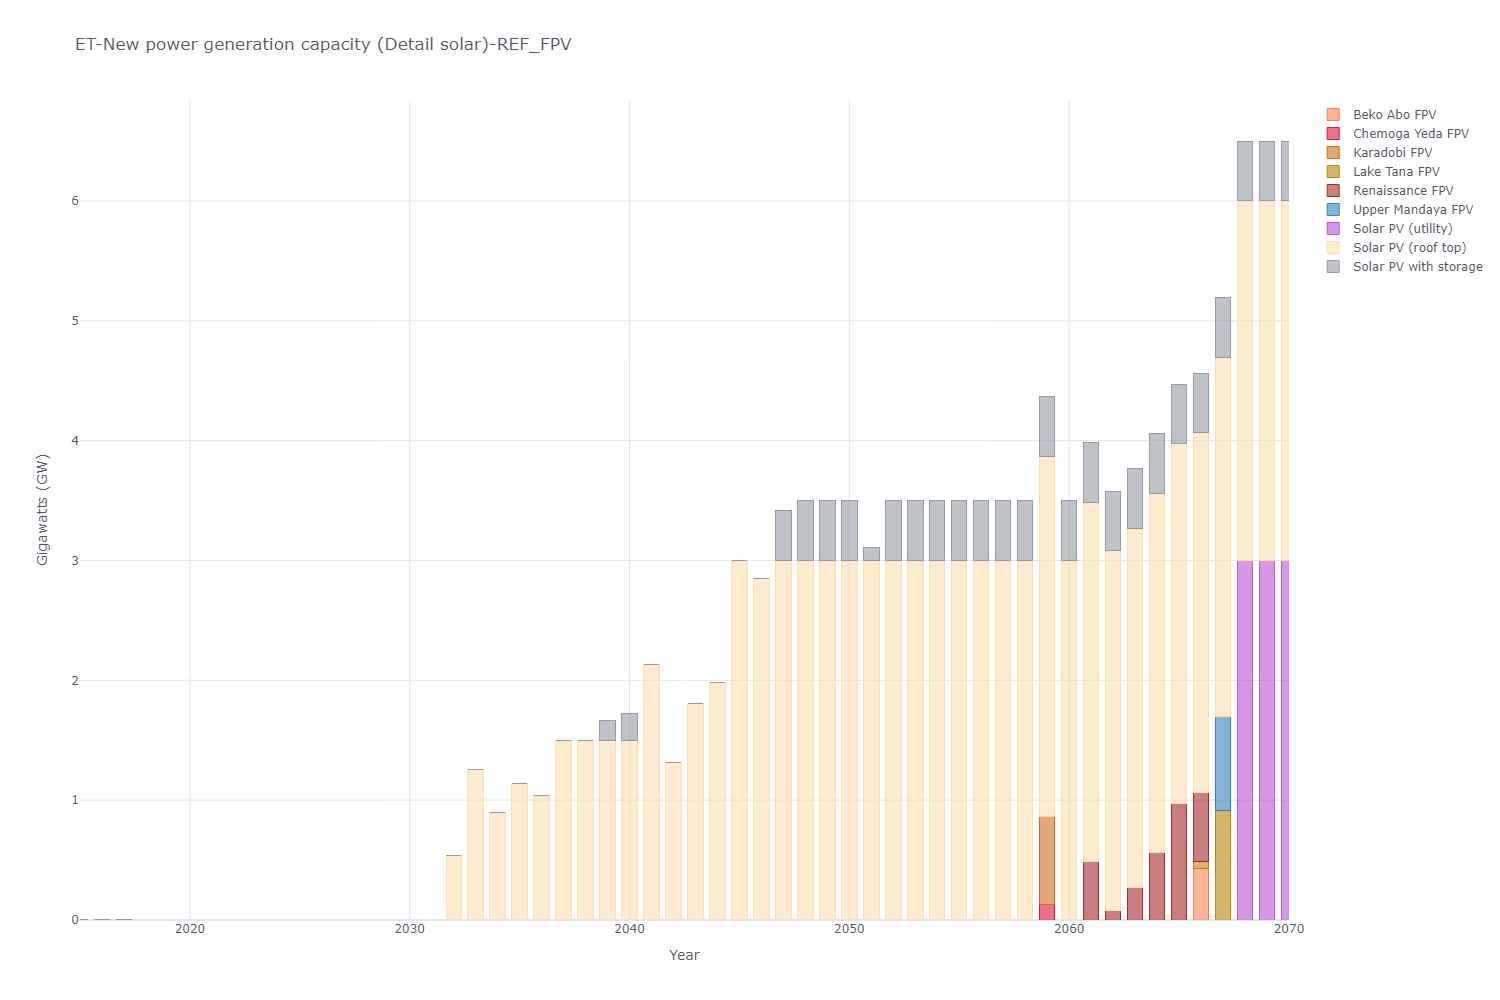 ET-New power generation capacity (Detail solar)-REF_FPV
Beko Abo FPV
Chemoga Yeda FPV
Karadobi FPV
Lake Tana FPV
Renaissance FPV
Upper Mandaya FPV
Solar PV (utility)
Solar PV (roof top)
Solar PV with storage
Gigawatts (GW)
6
5
4
3
2
1
0
2020
2030
2040
2050
2060
2070
Year